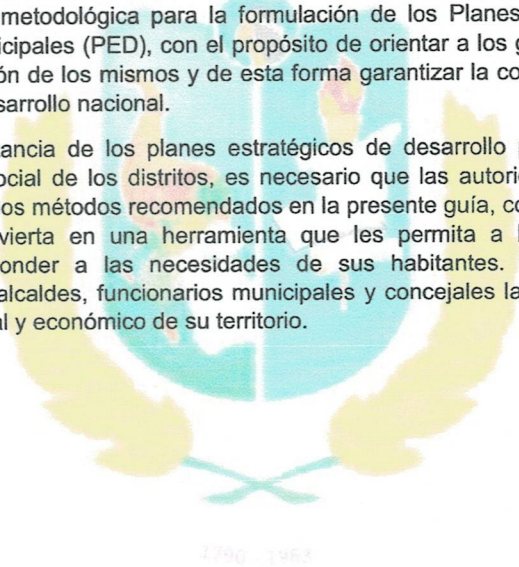 metodológica para la formulación de los Planes
icipales (PED), con el propósito de orientar a los g
ón de los mismos y de esta forma garantizar la co
sarrollo nacional.
tancia de los planes estratégicos de desarrollo
ocial de los distritos, es necesario que las autori
os métodos recomendados en la presente guía, co
vierta en una herramienta que les permita a
onder a las necesidades de sus habitantes.
alcaldes, funcionarios municipales y concejales la
al y económico de su territorio.